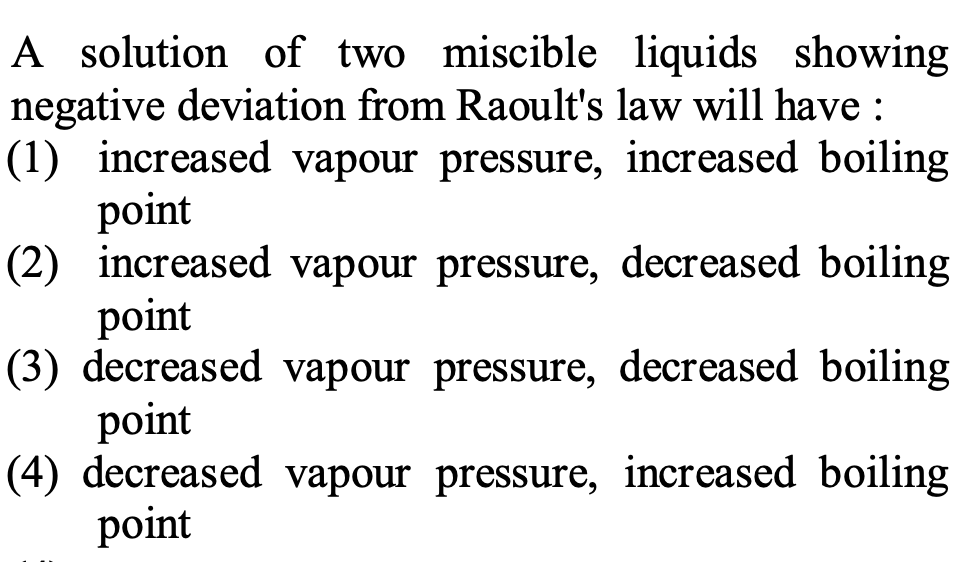 A solution of two miscible liquids showing
negative deviation from Raoult's law will have :
(1) increased vapour pressure, increased boiling
point
(2) increased vapour pressure, decreased boiling
point
(3) decreased vapour pressure, decreased boiling
point
(4) decreased vapour pressure, increased boiling
point